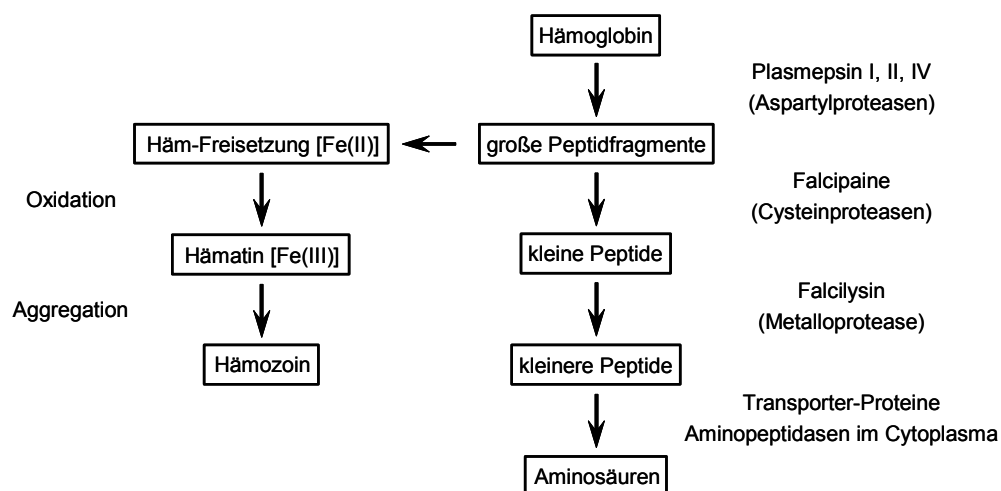 Hämoglobin
Plasmepsin I, II, IV
(Aspartylproteasen)
Häm-Freisetzung [Fe(II)]
große Peptidfragmente
Oxidation
Falcipaine
(Cysteinproteasen)
Hämatin [Fe(III)]
kleine Peptide
Aggregation
Falcilysin
(Metalloprotease)
Hämozoin
kleinere Peptide
Transporter-Proteine
Aminopeptidasen im Cytoplasma
Aminosäuren